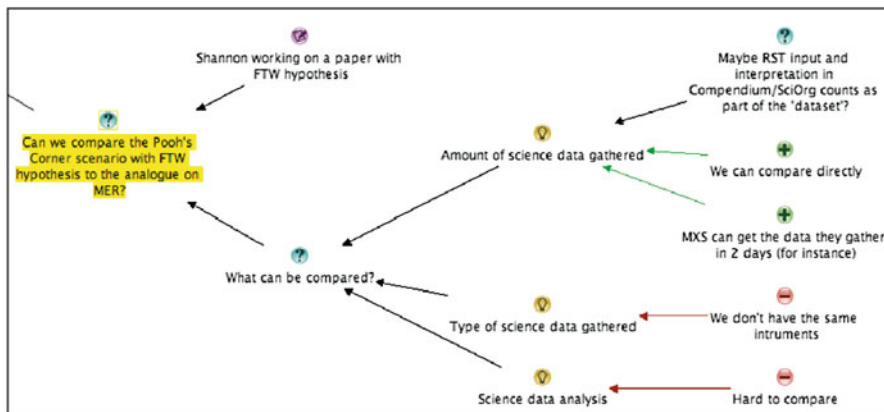 Shannon working on a paper with
FTW hypothesis
Maybe RST input and
interpretation in
Compendium/SciOrg counts as
part of the 'dataset'?
Can we compare the Pooh's
Corner scenario with FTW
hypothesis to the analogue on
MER?
Amount of science data gathered
We can compare directly
MXS can get the data they gather
in 2 days (for instance)
What can be compared?
Type of science data gathered
We don't have the same
intruments
Science data analysis
Hard to compare